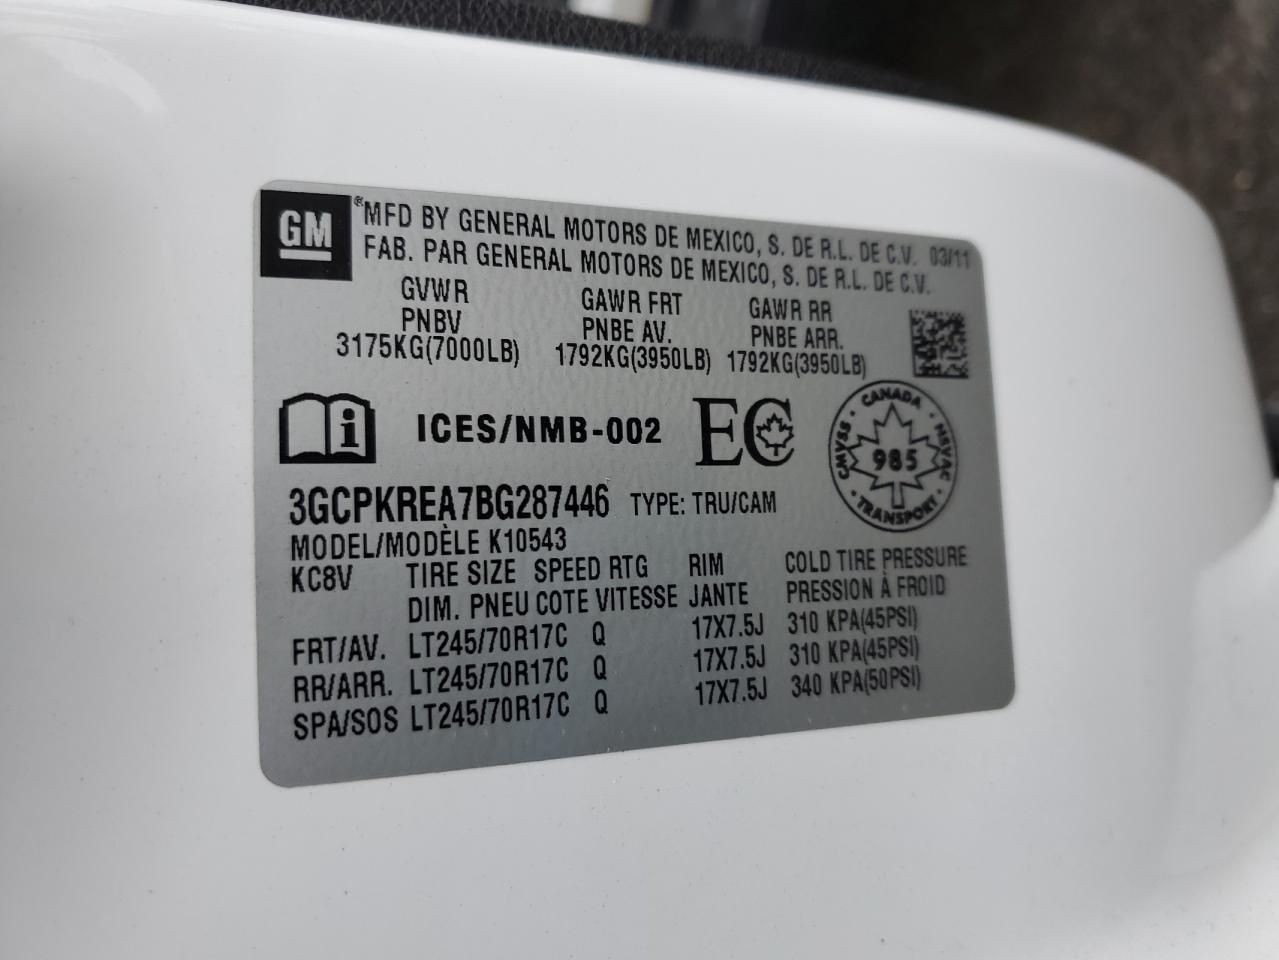 GM ® MFD BY GENERAL MOTORS DE MEXICO, S. DE R.L. DE C.V. 03/11
FAB. PAR GENERAL MOTORS DE MEXICO, S. DE R.L. DE C.V.
GVWR GAWR FRT GAWR RR
PNBV PNBE AV. PNBE ARR.
3175KG(7000LB) 1792KG(3950LB) 1792KG(3950LB)
i ICES/NMB-002 EC
CANADA
CMVSS 985 NSVAC
TRANSPORT
3GCPKREA7BG287446 TYPE: TRU/CAM
MODEL/MODÈLE K10543
KC8V TIRE SIZE SPEED RTG RIM COLD TIRE PRESSURE
DIM. PNEU COTE VITESSE JANTE PRESSION À FROID
FRT/AV. LT245/70R17C Q 17X7.5J 310 KPA(45PSI)
RR/ARR. LT245/70R17C Q 17X7.5J 310 KPA(45PSI)
SPA/SOS LT245/70R17C Q 17X7.5J 340 KPA(50PSI)